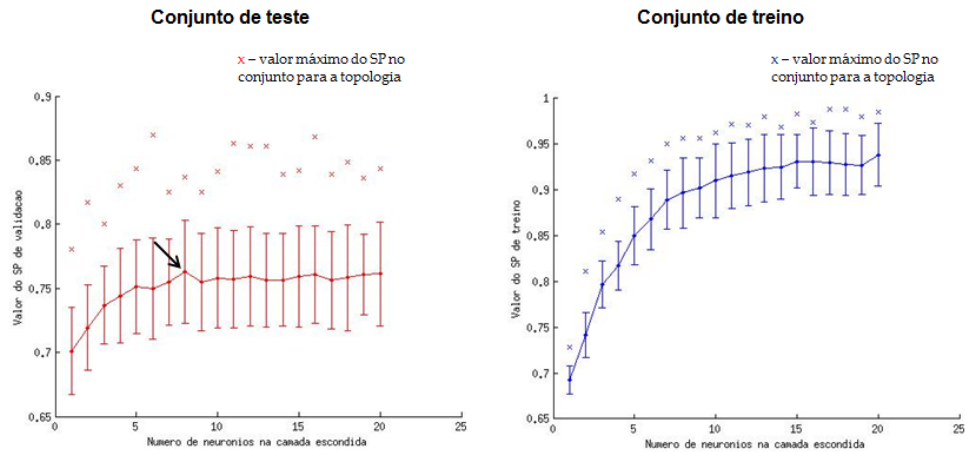 Conjunto de teste
x – valor máximo do SP no
conjunto para a topologia
0.9
0.85
0.8
0.75
0.7
0.65
0
5
10
15
20
25
Valor do SP de validacao
Numero de neuronios na camada escondida
Conjunto de treino
x – valor máximo do SP no
conjunto para a topologia
1
0.95
0.9
0.85
0.8
0.75
0.7
0.65
0
5
10
15
20
25
Valor do SP de treino
Numero de neuronios na camada escondida